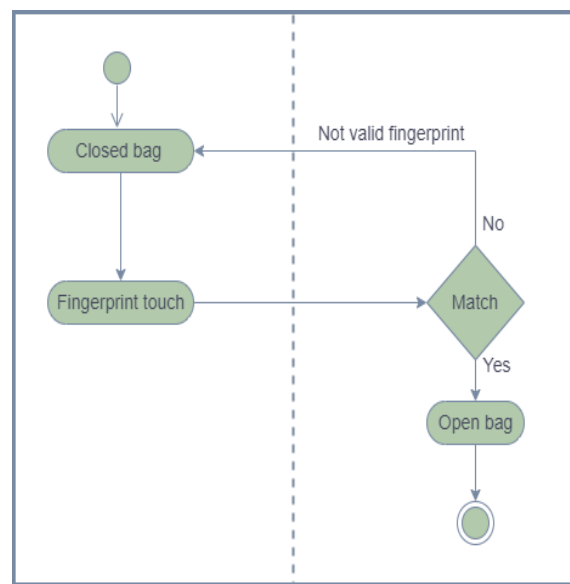 Not valid fingerprint
Closed bag
No
Fingerprint touch
Match
Yes
Open bag